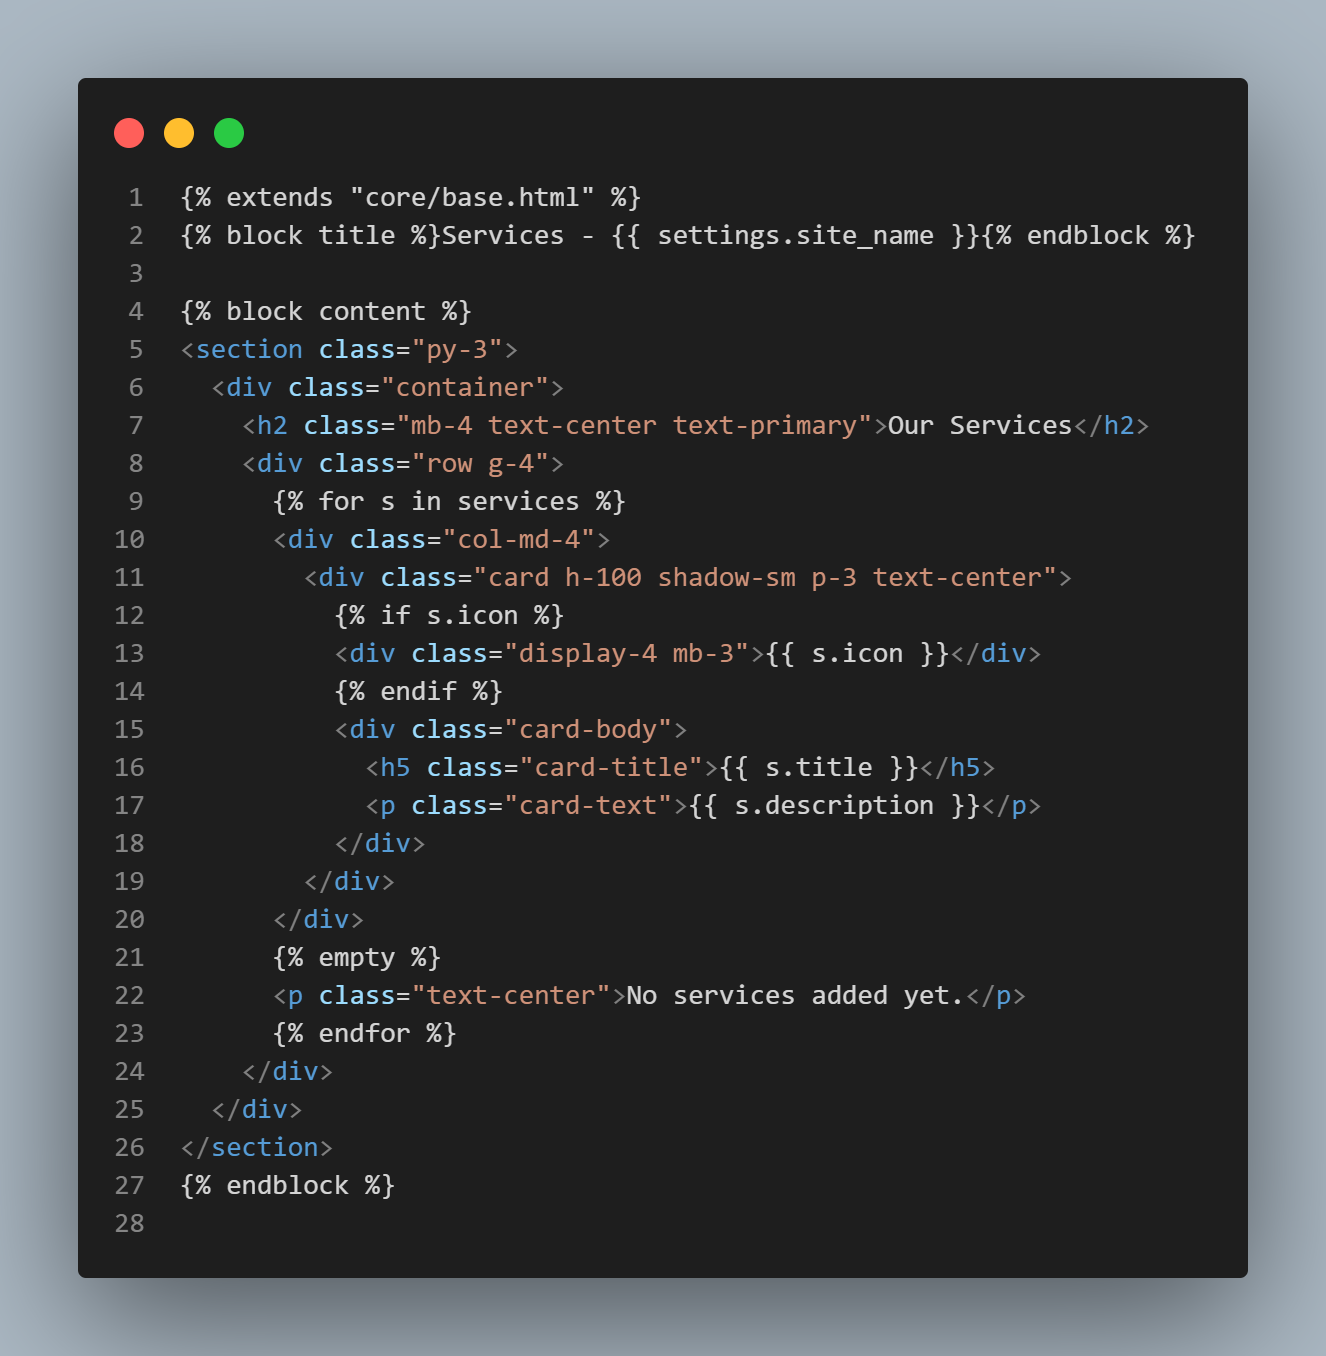 1 {% extends "core/base.html" %}
2 {% block title %}Services - {{ settings.site_name }}{% endblock %}
3
4 {% block content %}
5 <section class="py-3">
6   <div class="container">
7     <h2 class="mb-4 text-center text-primary">Our Services</h2>
8     <div class="row g-4">
9       {% for s in services %}
10       <div class="col-md-4">
11         <div class="card h-100 shadow-sm p-3 text-center">
12           {% if s.icon %}
13           <div class="display-4 mb-3">{{ s.icon }}</div>
14           {% endif %}
15           <div class="card-body">
16             <h5 class="card-title">{{ s.title }}</h5>
17             <p class="card-text">{{ s.description }}</p>
18           </div>
19         </div>
20       </div>
21       {% empty %}
22       <p class="text-center">No services added yet.</p>
23       {% endfor %}
24     </div>
25   </div>
26 </section>
27 {% endblock %}
28